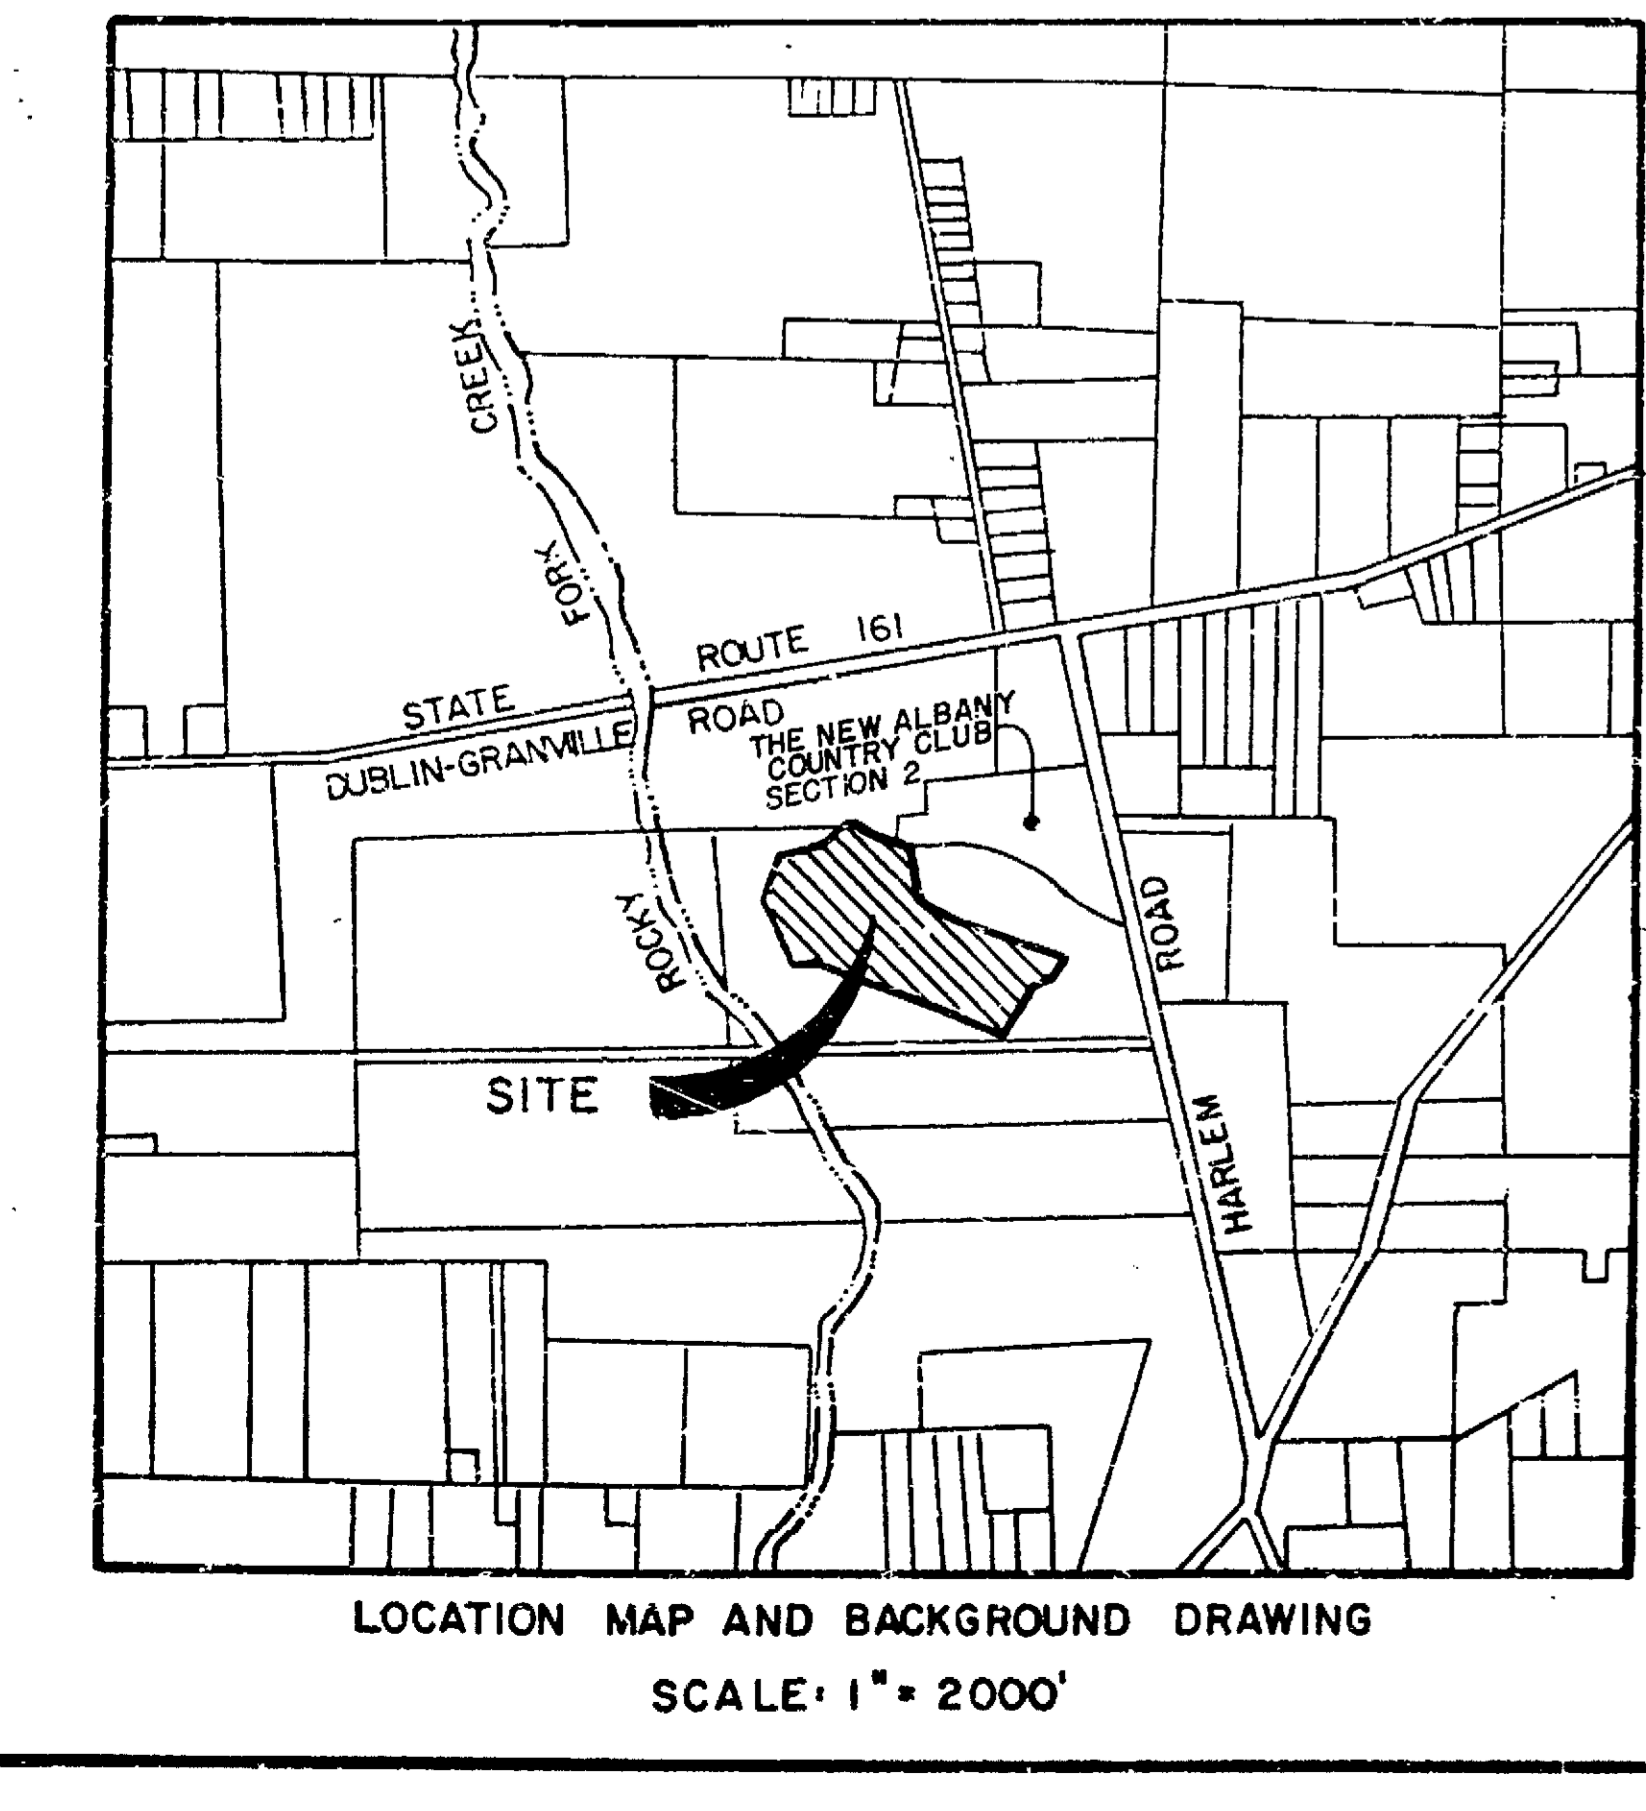 CREEK
FORK
STATE ROUTE 161
DUBLIN-GRANVILLE ROAD
THE NEW ALBANY
COUNTRY CLUB
SECTION 2
ROCKY
ROAD
SITE
HARLEM
LOCATION MAP AND BACKGROUND DRAWING
SCALE: 1" = 2000'